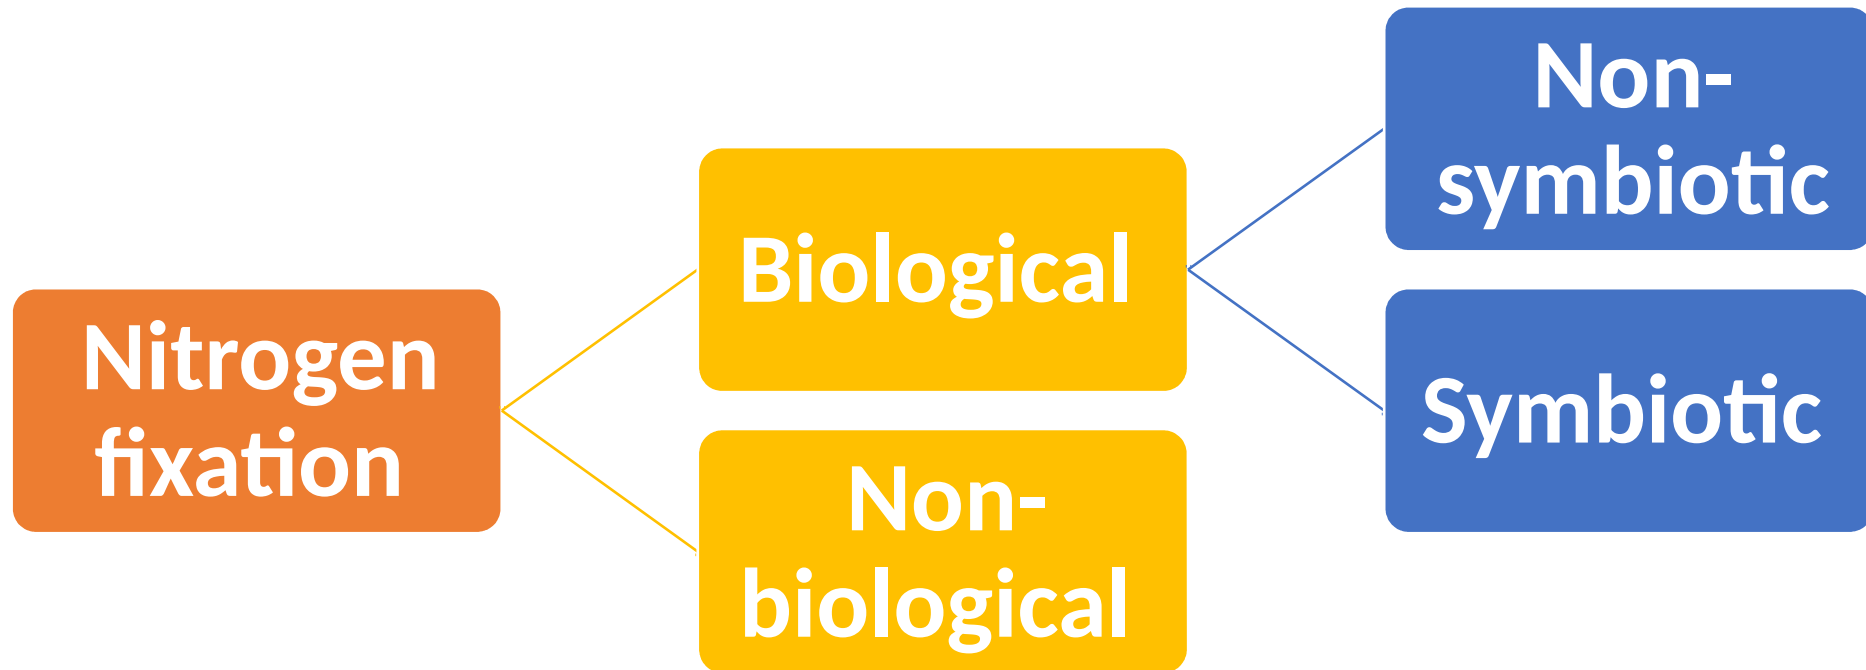 Nitrogen
fixation
Biological
Non-
biological
Non-
symbiotic
Symbiotic